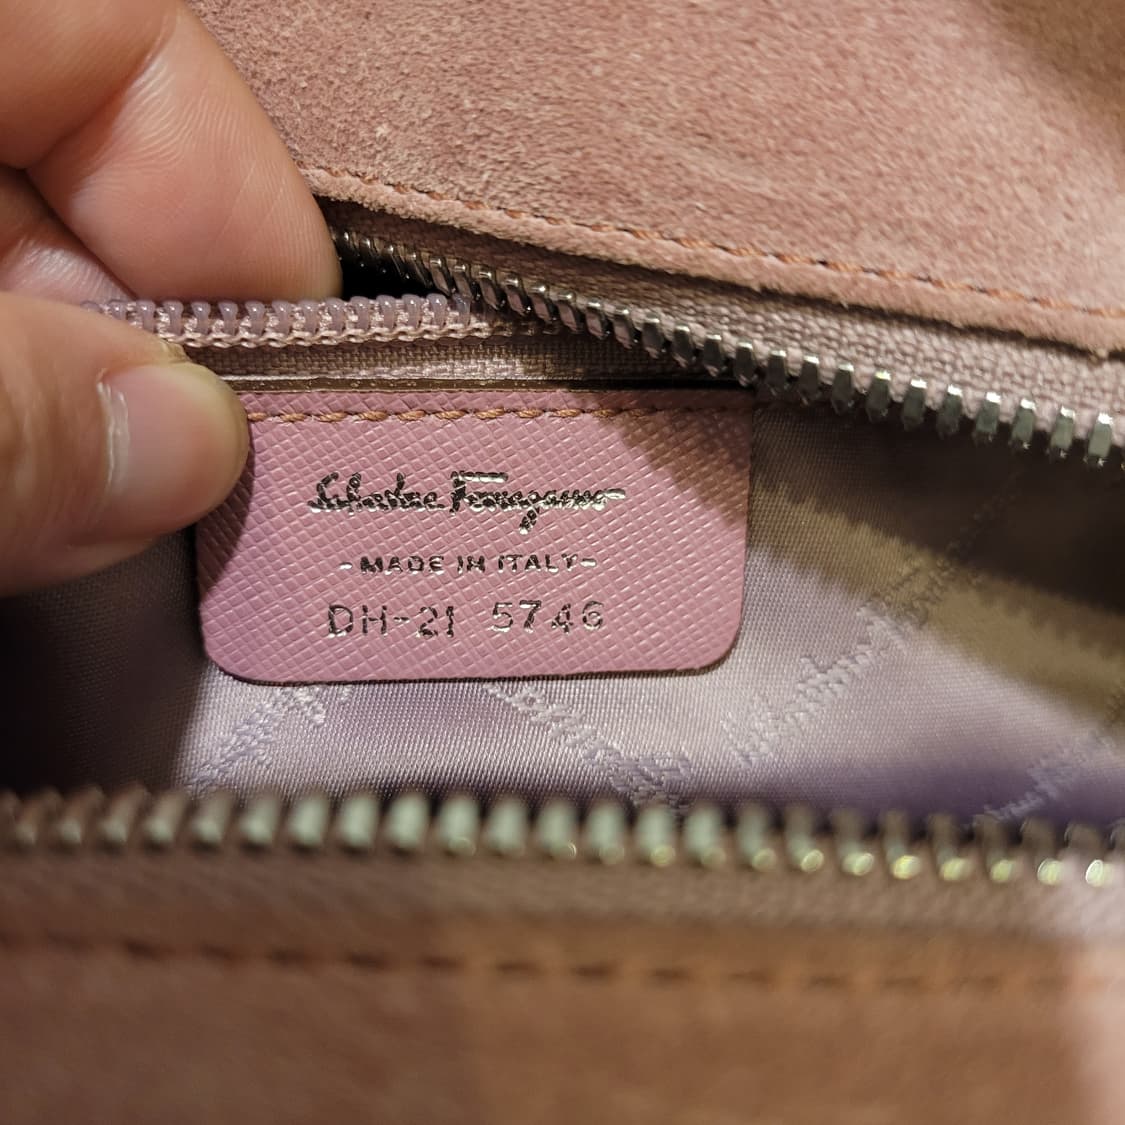 Salvatore Ferragamo
-MADE IN ITALY-
DH-21 5746